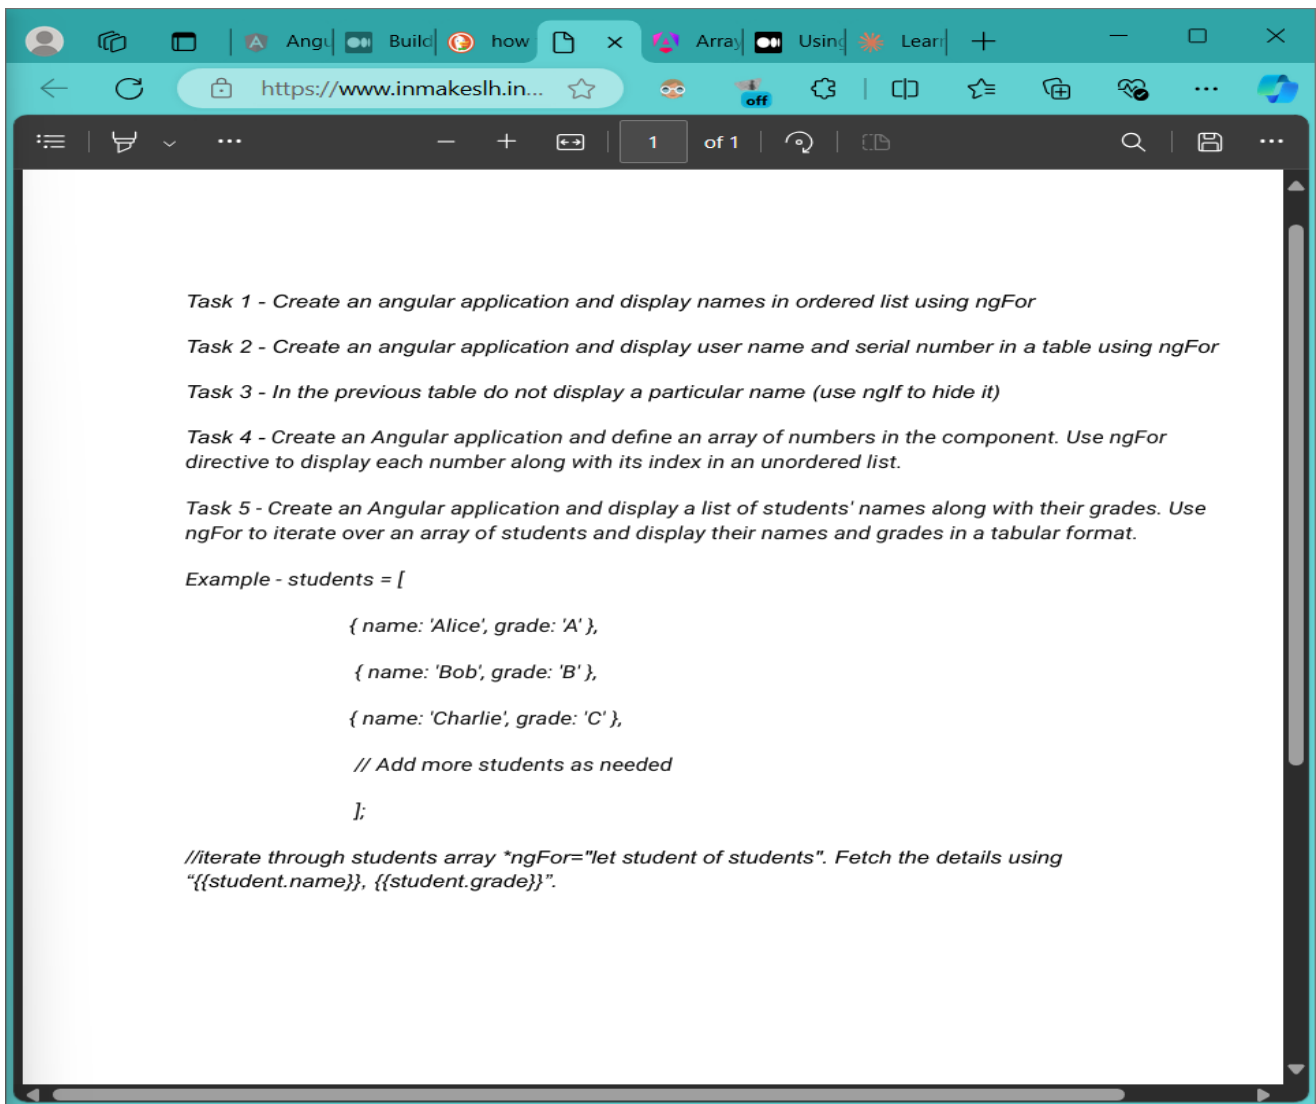 Angu Build how Array Using Learn
https://www.inmakeslh.in...
off
1 of 1
Task 1 - Create an angular application and display names in ordered list using ngFor
Task 2 - Create an angular application and display user name and serial number in a table using ngFor
Task 3 - In the previous table do not display a particular name (use ngIf to hide it)
Task 4 - Create an Angular application and define an array of numbers in the component. Use ngFor
directive to display each number along with its index in an unordered list.
Task 5 - Create an Angular application and display a list of students' names along with their grades. Use
ngFor to iterate over an array of students and display their names and grades in a tabular format.
Example - students = [
{ name: 'Alice', grade: 'A' },
{ name: 'Bob', grade: 'B' },
{ name: 'Charlie', grade: 'C' },
// Add more students as needed
];
//iterate through students array *ngFor="let student of students". Fetch the details using
“{{student.name}}, {{student.grade}}”.